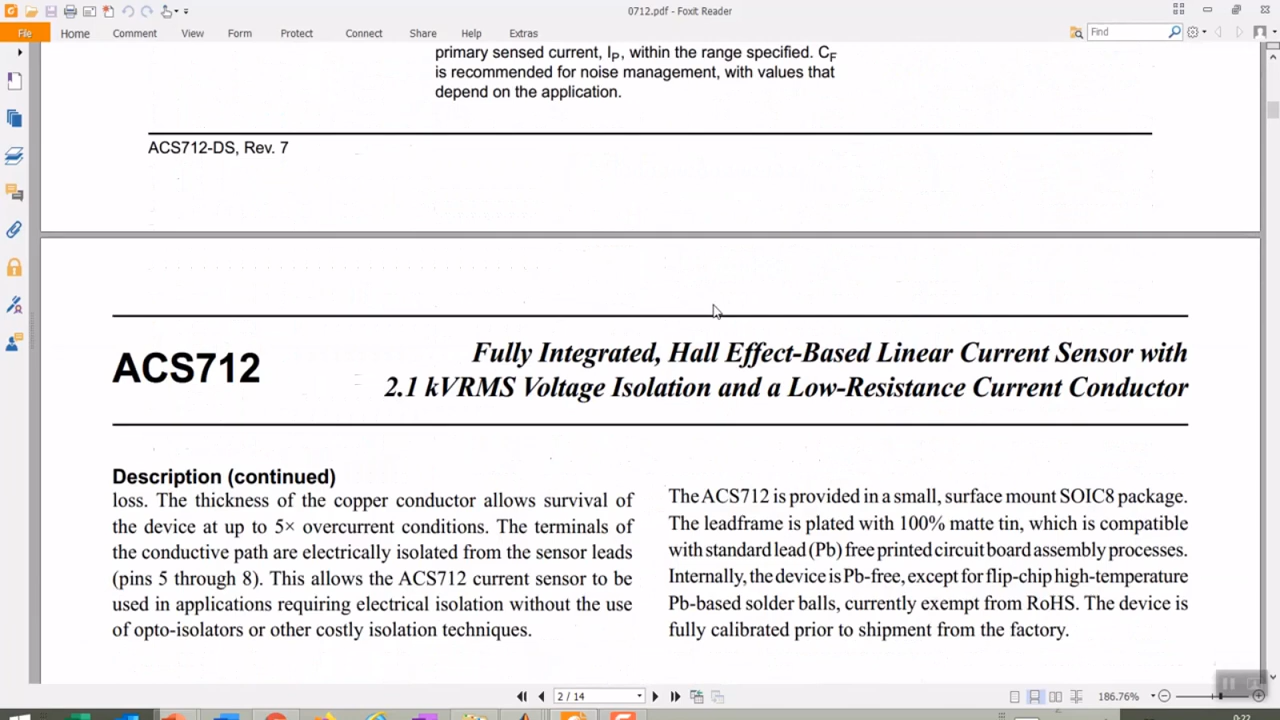 0712.pdf - Foxit Reader
File Home Comment View Form Protect Connect Share Help Extras Find
primary sensed current, IP, within the range specified. CF
is recommended for noise management, with values that
depend on the application.
ACS712-DS, Rev. 7
ACS712
Fully Integrated, Hall Effect-Based Linear Current Sensor with
2.1 kVRMS Voltage Isolation and a Low-Resistance Current Conductor
Description (continued)
loss. The thickness of the copper conductor allows survival of
the device at up to 5× overcurrent conditions. The terminals of
the conductive path are electrically isolated from the sensor leads
(pins 5 through 8). This allows the ACS712 current sensor to be
used in applications requiring electrical isolation without the use
of opto-isolators or other costly isolation techniques.
The ACS712 is provided in a small, surface mount SOIC8 package.
The leadframe is plated with 100% matte tin, which is compatible
with standard lead (Pb) free printed circuit board assembly processes.
Internally, the device is Pb-free, except for flip-chip high-temperature
Pb-based solder balls, currently exempt from RoHS. The device is
fully calibrated prior to shipment from the factory.
2 / 14
186.76%